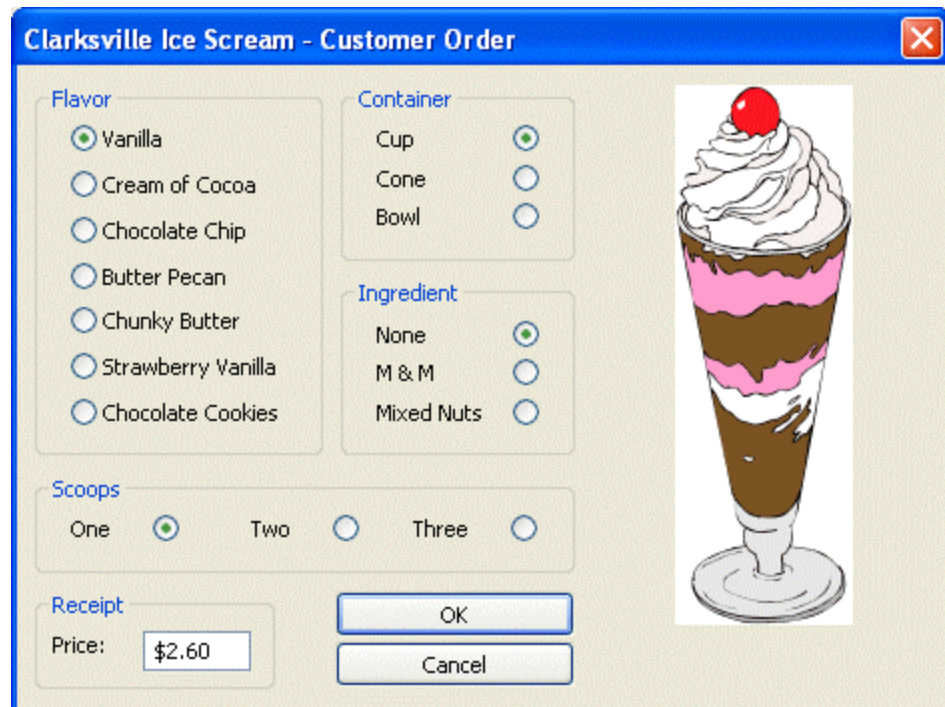 Clarksville Ice Scream - Customer Order
Flavor
Vanilla
Cream of Cocoa
Chocolate Chip
Butter Pecan
Chunky Butter
Strawberry Vanilla
Chocolate Cookies
Container
Cup
Cone
Bowl
Ingredient
None
M & M
Mixed Nuts
Scoops
One Two Three
Receipt
Price: $2.60
OK
Cancel